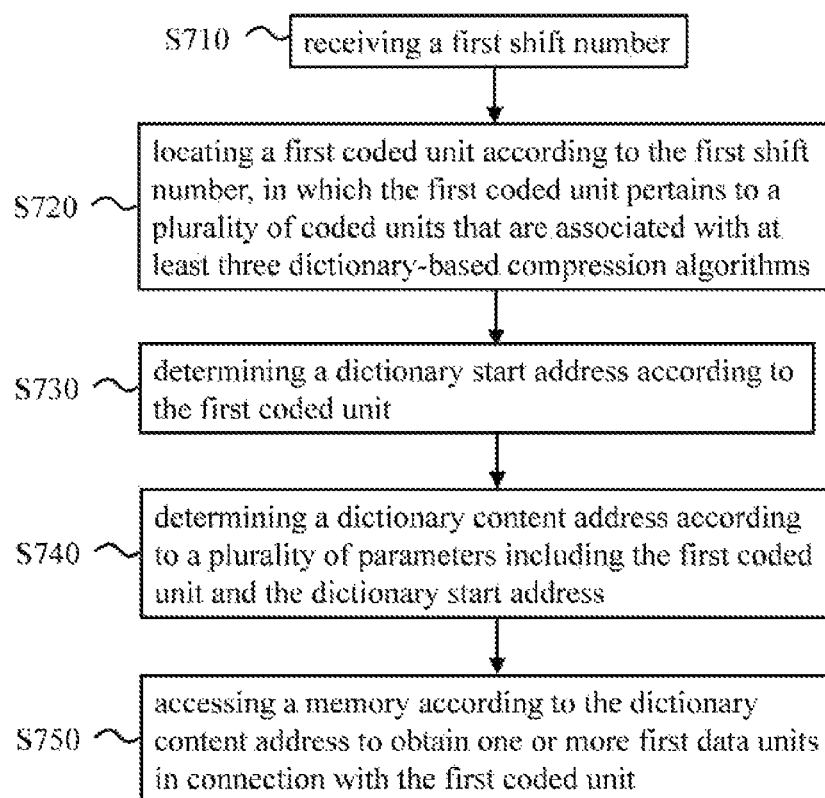 S710
receiving a first shift number
S720
locating a first coded unit according to the first shift
number, in which the first coded unit pertains to a
plurality of coded units that are associated with at
least three dictionary-based compression algorithms
S730
determining a dictionary start address according to
the first coded unit
S740
determining a dictionary content address according
to a plurality of parameters including the first coded
unit and the dictionary start address
S750
accessing a memory according to the dictionary
content address to obtain one or more first data units
in connection with the first coded unit